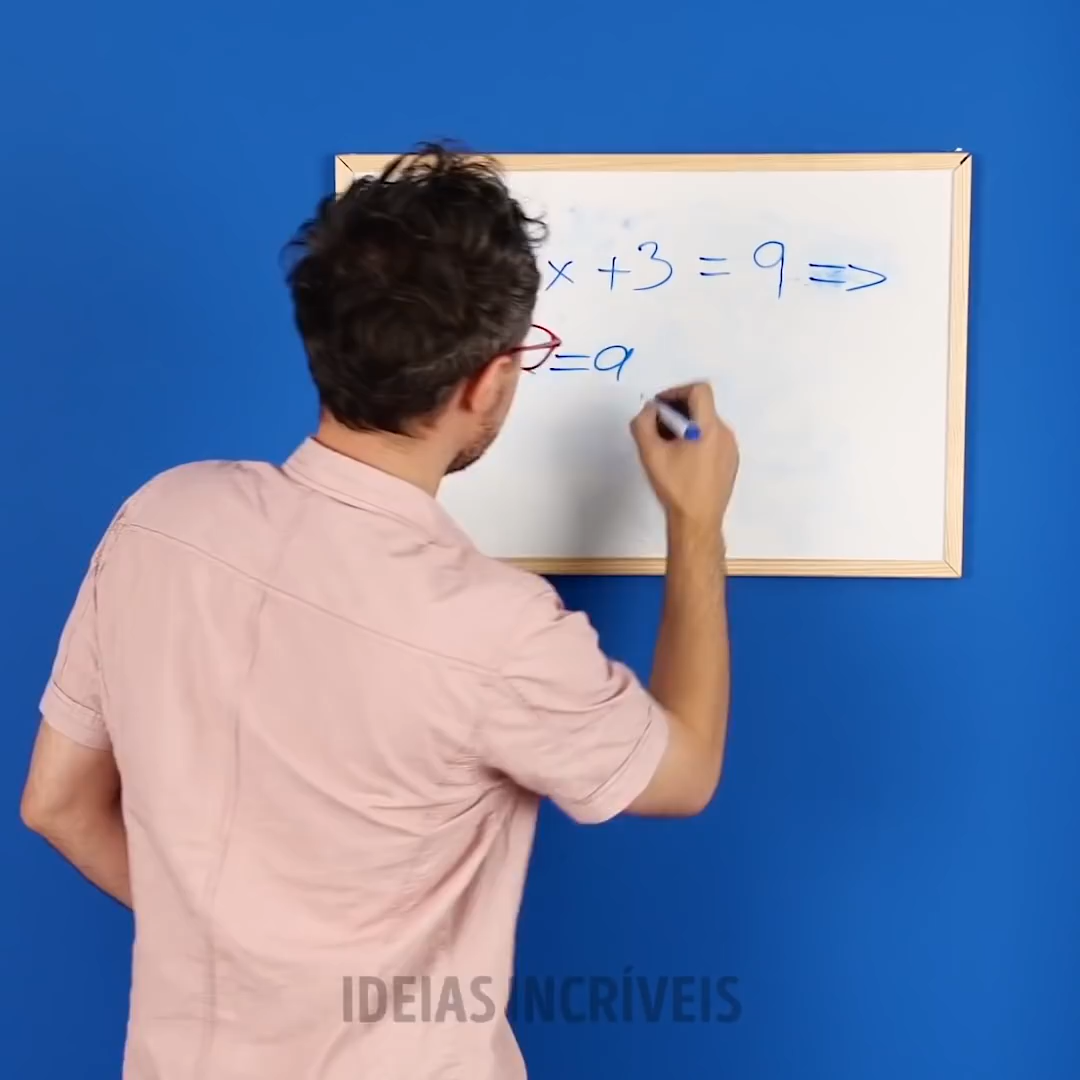 x + 3 = 9 =>
= 9
IDEIAS INCRÍVEIS